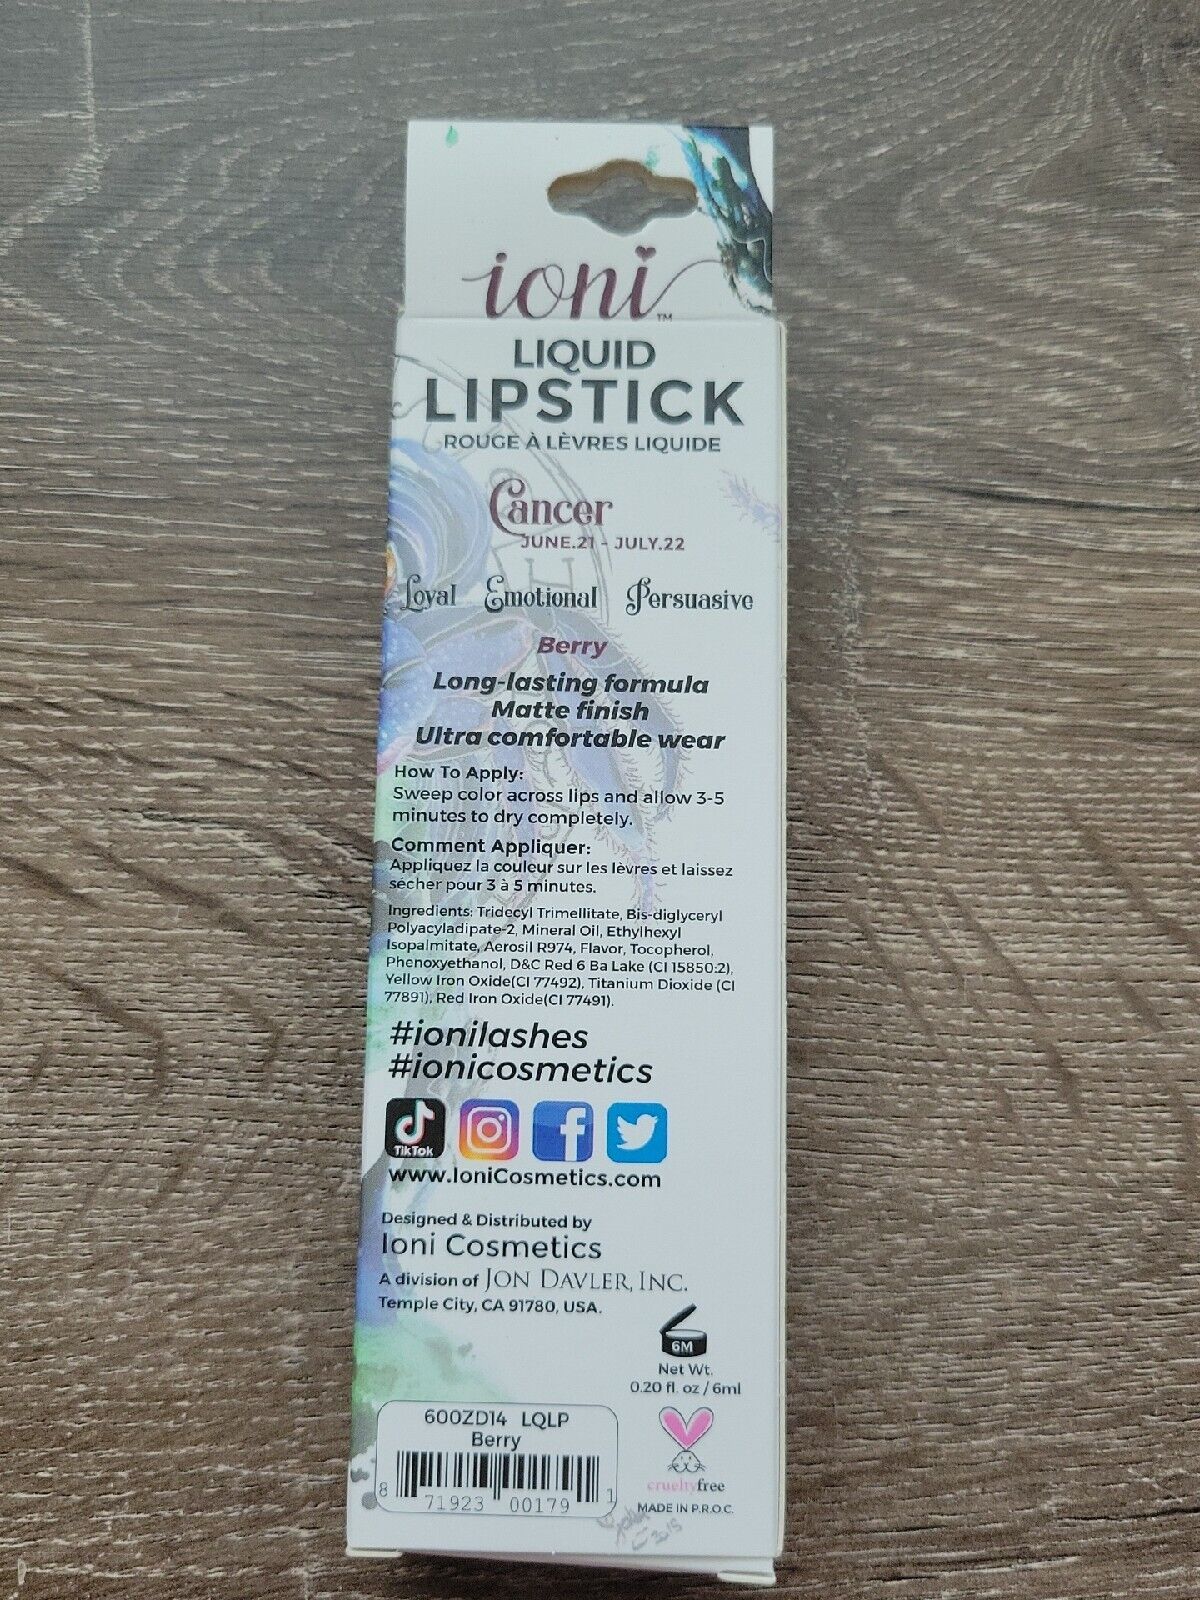 ioni™
LIQUID
LIPSTICK
ROUGE À LÈVRES LIQUIDE
Cancer
JUNE.21 - JULY.22
Loyal Emotional Persuasive
Berry
Long-lasting formula
Matte finish
Ultra comfortable wear
How To Apply:
Sweep color across lips and allow 3-5
minutes to dry completely.
Comment Appliquer:
Appliquez la couleur sur les lèvres et laissez
sécher pour 3 à 5 minutes.
Ingredients: Tridecyl Trimellitate, Bis-diglyceryl
Polyacyladipate-2, Mineral Oil, Ethylhexyl
Isopalmitate, Aerosil R974, Flavor, Tocopherol,
Phenoxyethanol, D&C Red 6 Ba Lake (CI 15850:2),
Yellow Iron Oxide(CI 77492), Titanium Dioxide (CI
77891), Red Iron Oxide(CI 77491).
#ionilashes
#ionicosmetics
TikTok
www.IoniCosmetics.com
Designed & Distributed by
Ioni Cosmetics
A division of JON DAVLER, INC.
Temple City, CA 91780, USA.
6M
Net Wt.
0.20 fl. oz / 6ml
600ZD14 LQLP
Berry
8 71923 00179 1
crueltyfree
MADE IN P.R.O.C.